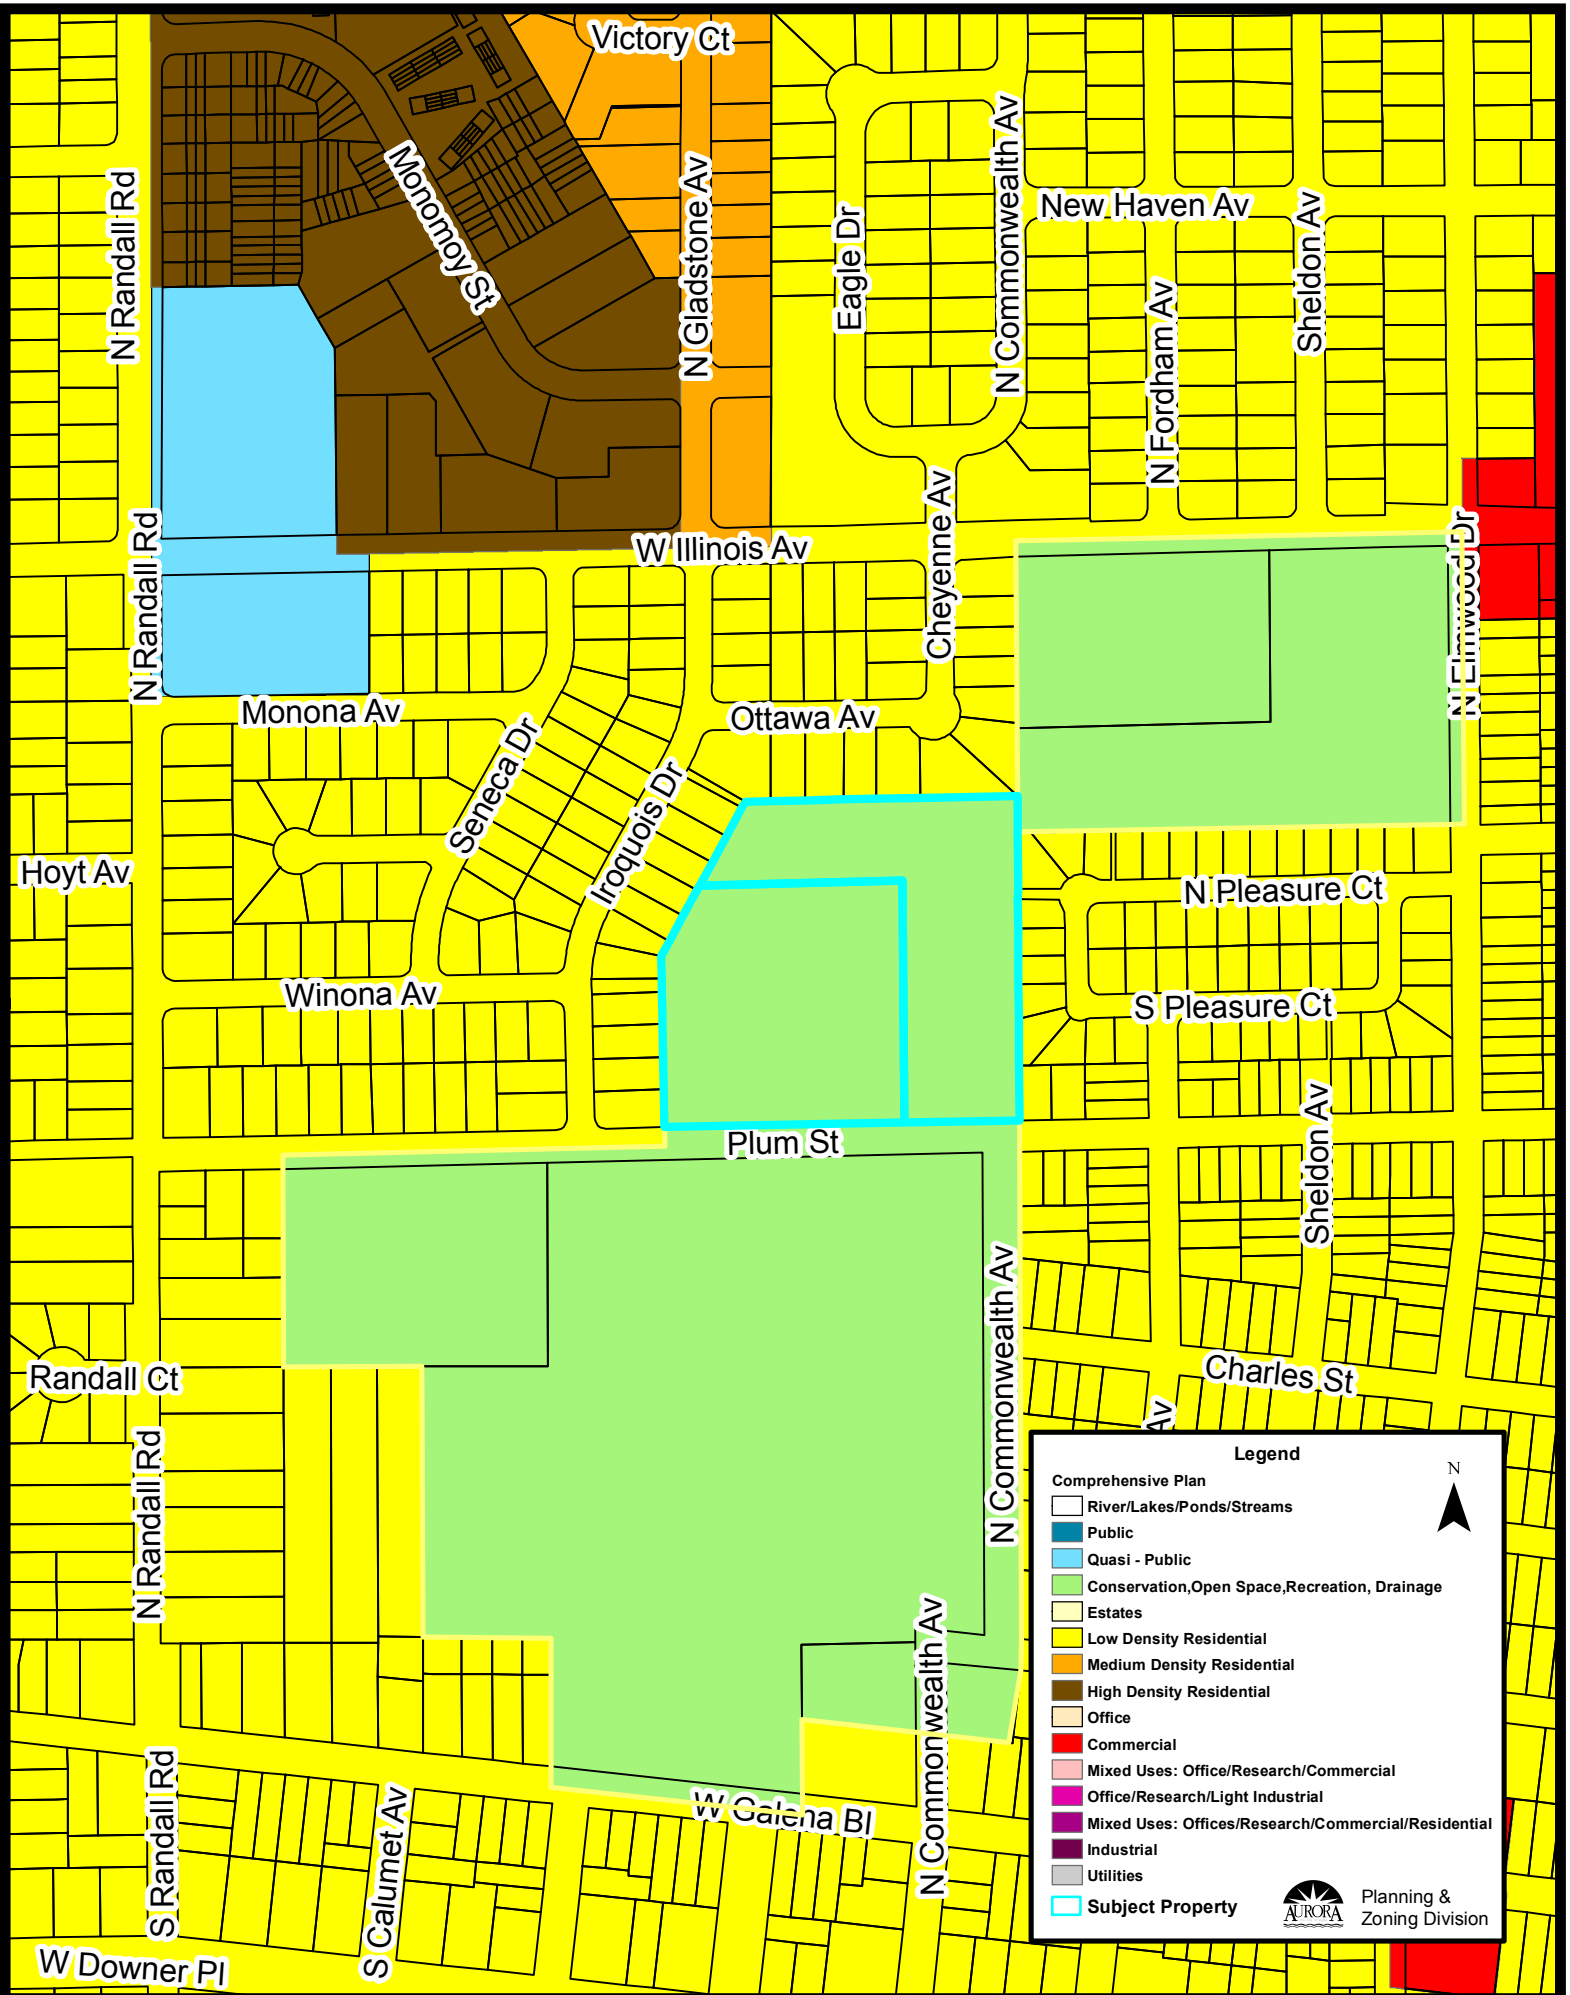 Victory Ct
N Randall Rd
Monomoy St
N Gladstone Av
Eagle Dr
N Commonwealth Av
New Haven Av
Sheldon Av
N Fordham Av
N Randall Rd
W Illinois Av
Cheyenne Av
N Elmwood Dr
Monona Av
Ottawa Av
Seneca Dr
Iroquois Dr
Hoyt Av
N Pleasure Ct
Winona Av
S Pleasure Ct
Plum St
Sheldon Av
N Commonwealth Av
Randall Ct
Charles St
Av
N Randall Rd
N Commonwealth Av
S Randall Rd
S Calumet Av
W Galena Bl
W Downer Pl
Legend
Comprehensive Plan
N
River/Lakes/Ponds/Streams
Public
Quasi - Public
Conservation,Open Space,Recreation, Drainage
Estates
Low Density Residential
Medium Density Residential
High Density Residential
Office
Commercial
Mixed Uses: Office/Research/Commercial
Office/Research/Light Industrial
Mixed Uses: Offices/Research/Commercial/Residential
Industrial
Utilities
Subject Property
AURORA
Planning &
Zoning Division